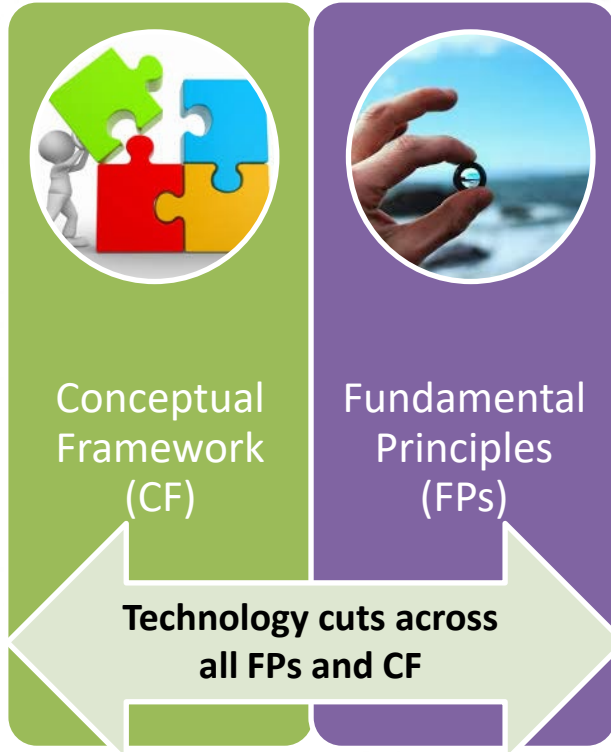 Conceptual
Framework
(CF)
Fundamental
Principles
(FPs)
Technology cuts across
all FPs and CF